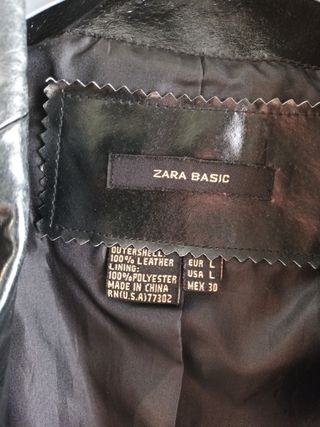 ZARA BASIC
OUTERSHELL:
100% LEATHER
LINING:
100%POLYESTER
MADE IN CHINA
RN(U.S.A)77302
EUR L
USA L
MEX 30